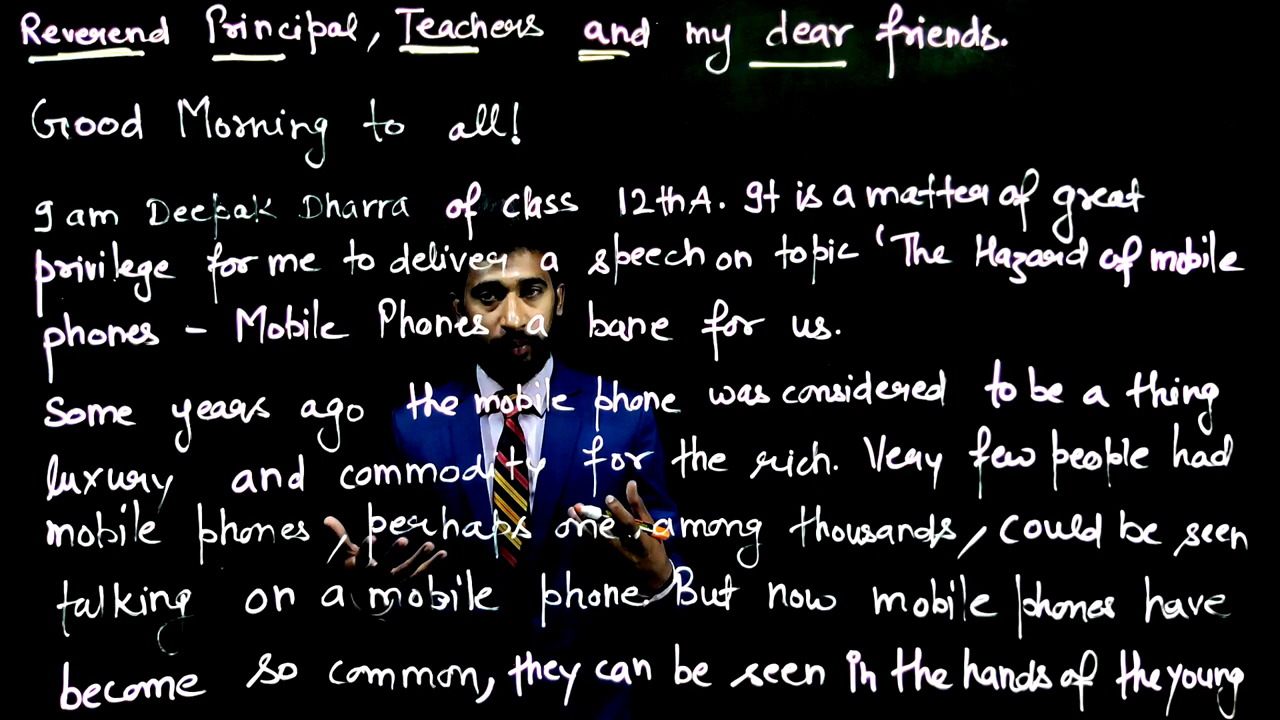 Reverend Principal, Teachers and my dear friends.
Good Morning to all!
I am Deepak Dharra of class 12th A. It is a matter of great
privilege for me to deliver a speech on topic 'The Hazard of mobile
phones - Mobile Phones a bane for us.
Some years ago the mobile phone was considered to be a thing
luxury and commodity for the rich. Very few people had
mobile phones, perhaps one among thousands, could be seen
talking on a mobile phone. But now mobile phones have
become so common, they can be seen in the hands of the young